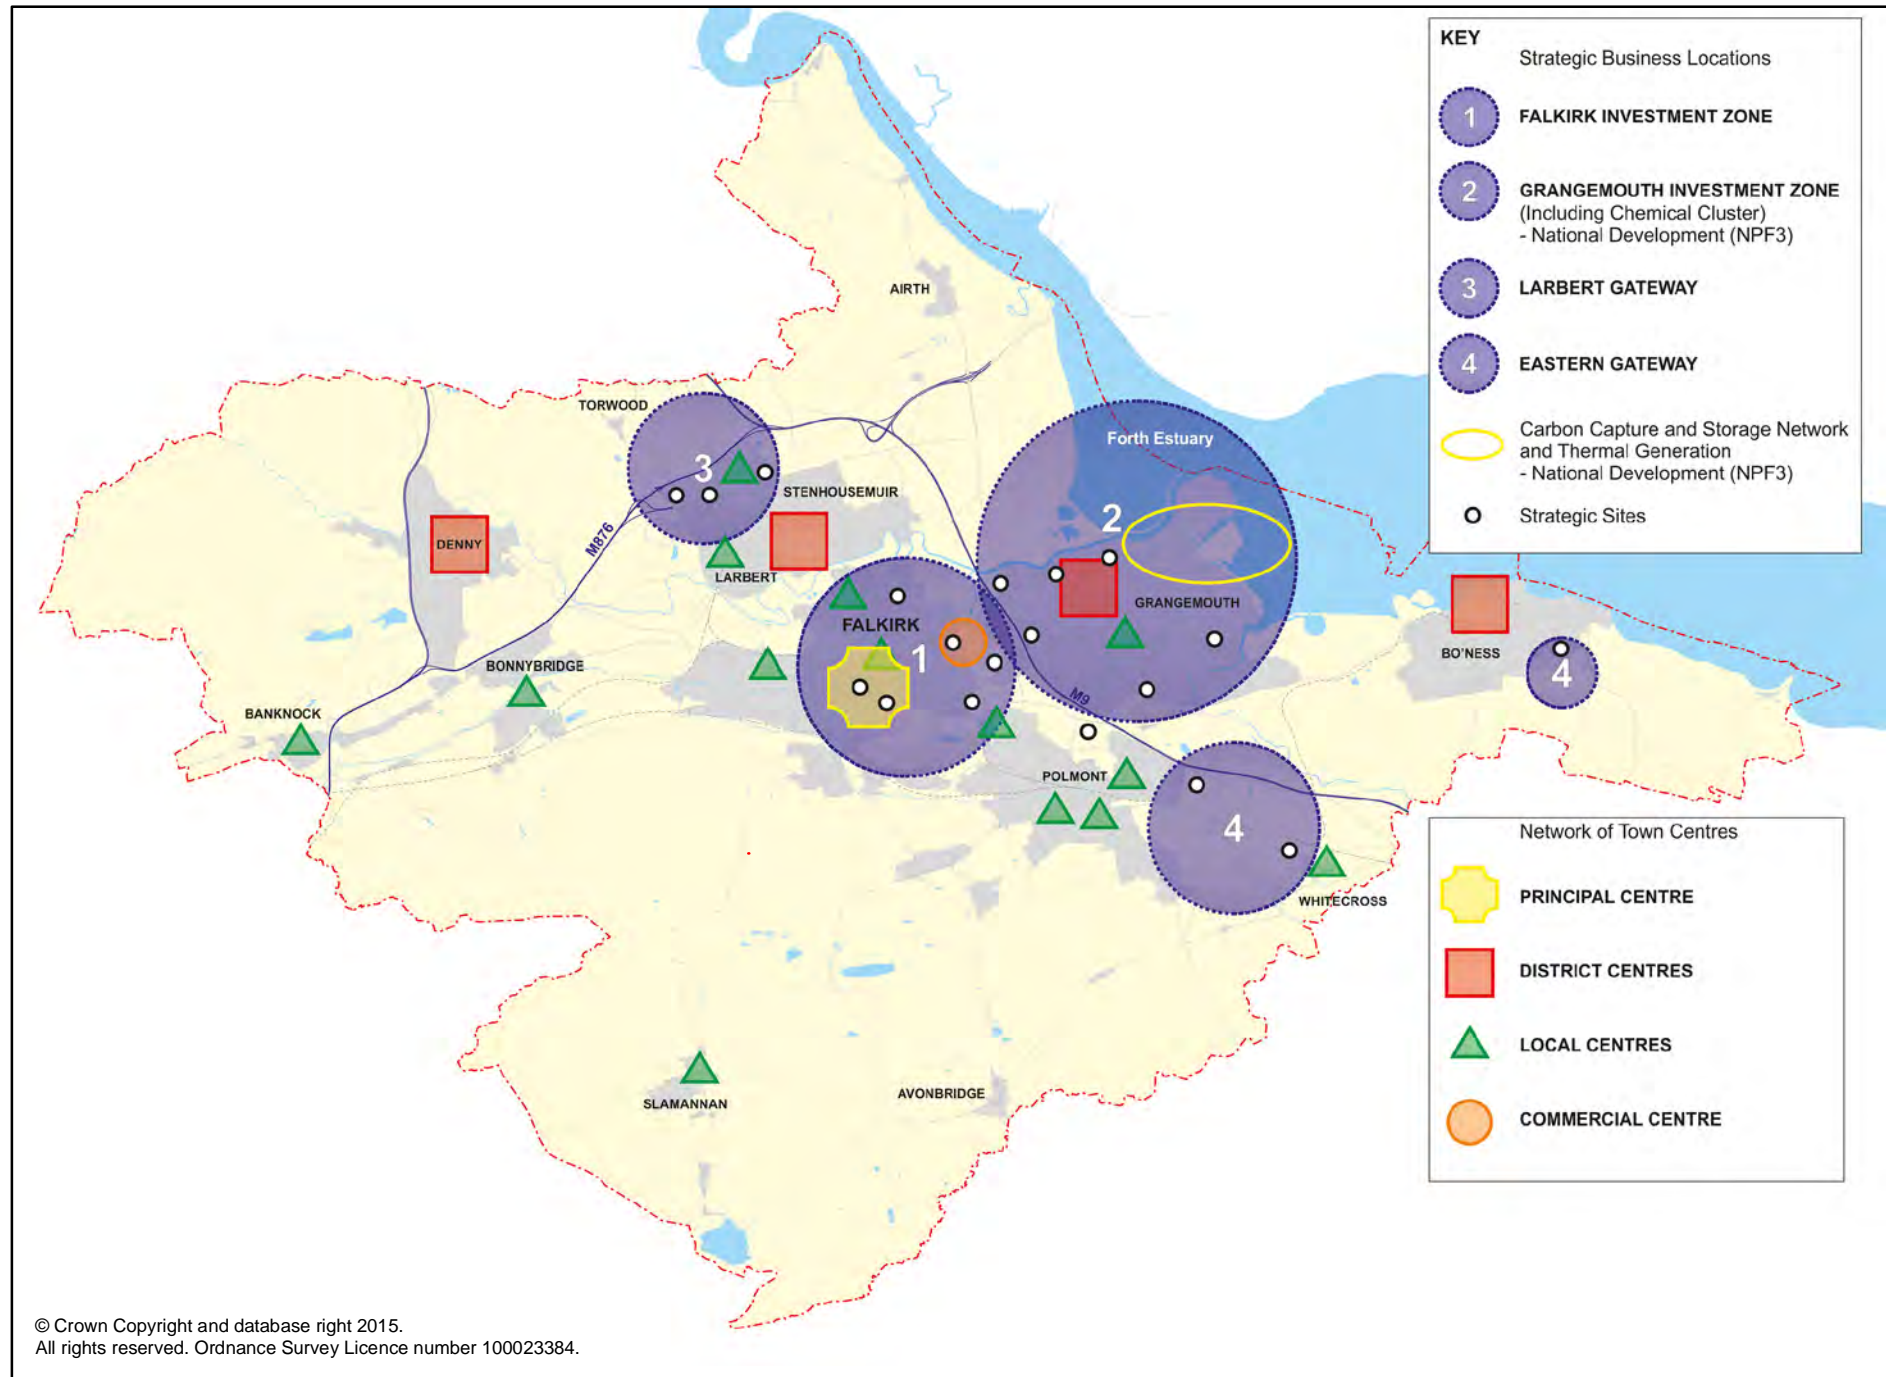 KEY
Strategic Business Locations
1
FALKIRK INVESTMENT ZONE
2
GRANGEMOUTH INVESTMENT ZONE
(Including Chemical Cluster)
- National Development (NPF3)
3
LARBERT GATEWAY
4
EASTERN GATEWAY
Carbon Capture and Storage Network
and Thermal Generation
- National Development (NPF3)
Strategic Sites
AIRTH
TORWOOD
Forth Estuary
3
STENHOUSEMUIR
2
M876
DENNY
LARBERT
GRANGEMOUTH
FALKIRK
1
BO'NESS
4
BONNYBRIDGE
M9
BANKNOCK
POLMONT
4
WHITECROSS
SLAMANNAN
AVONBRIDGE
Network of Town Centres
PRINCIPAL CENTRE
DISTRICT CENTRES
LOCAL CENTRES
COMMERCIAL CENTRE
© Crown Copyright and database right 2015.
All rights reserved. Ordnance Survey Licence number 100023384.